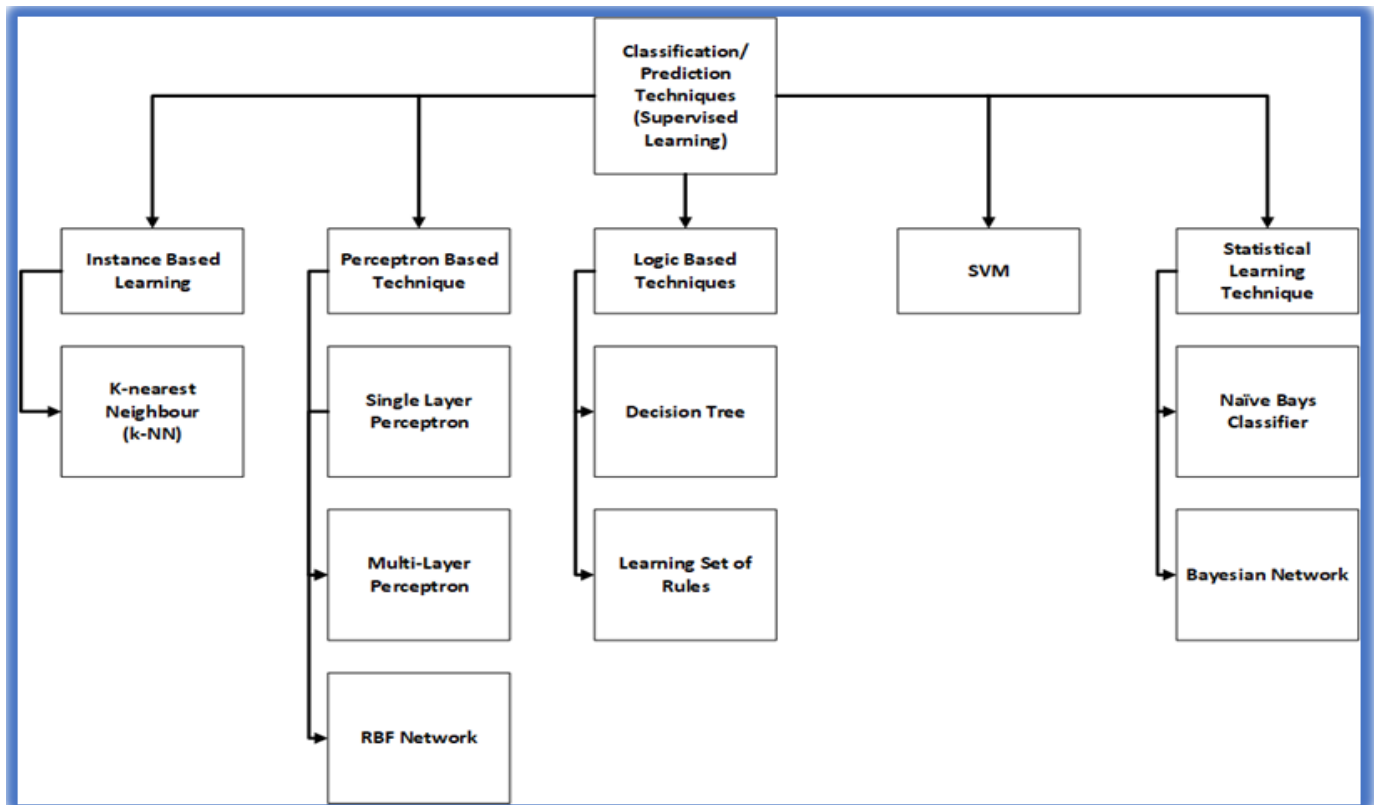 Classification/
Prediction
Techniques
(Supervised
Learning)
Instance Based
Learning
Perceptron Based
Technique
Logic Based
Techniques
SVM
Statistical
Learning
Technique
K-nearest
Neighbour
(k-NN)
Single Layer
Perceptron
Decision Tree
Naïve Bays
Classifier
Multi-Layer
Perceptron
Learning Set of
Rules
Bayesian Network
RBF Network